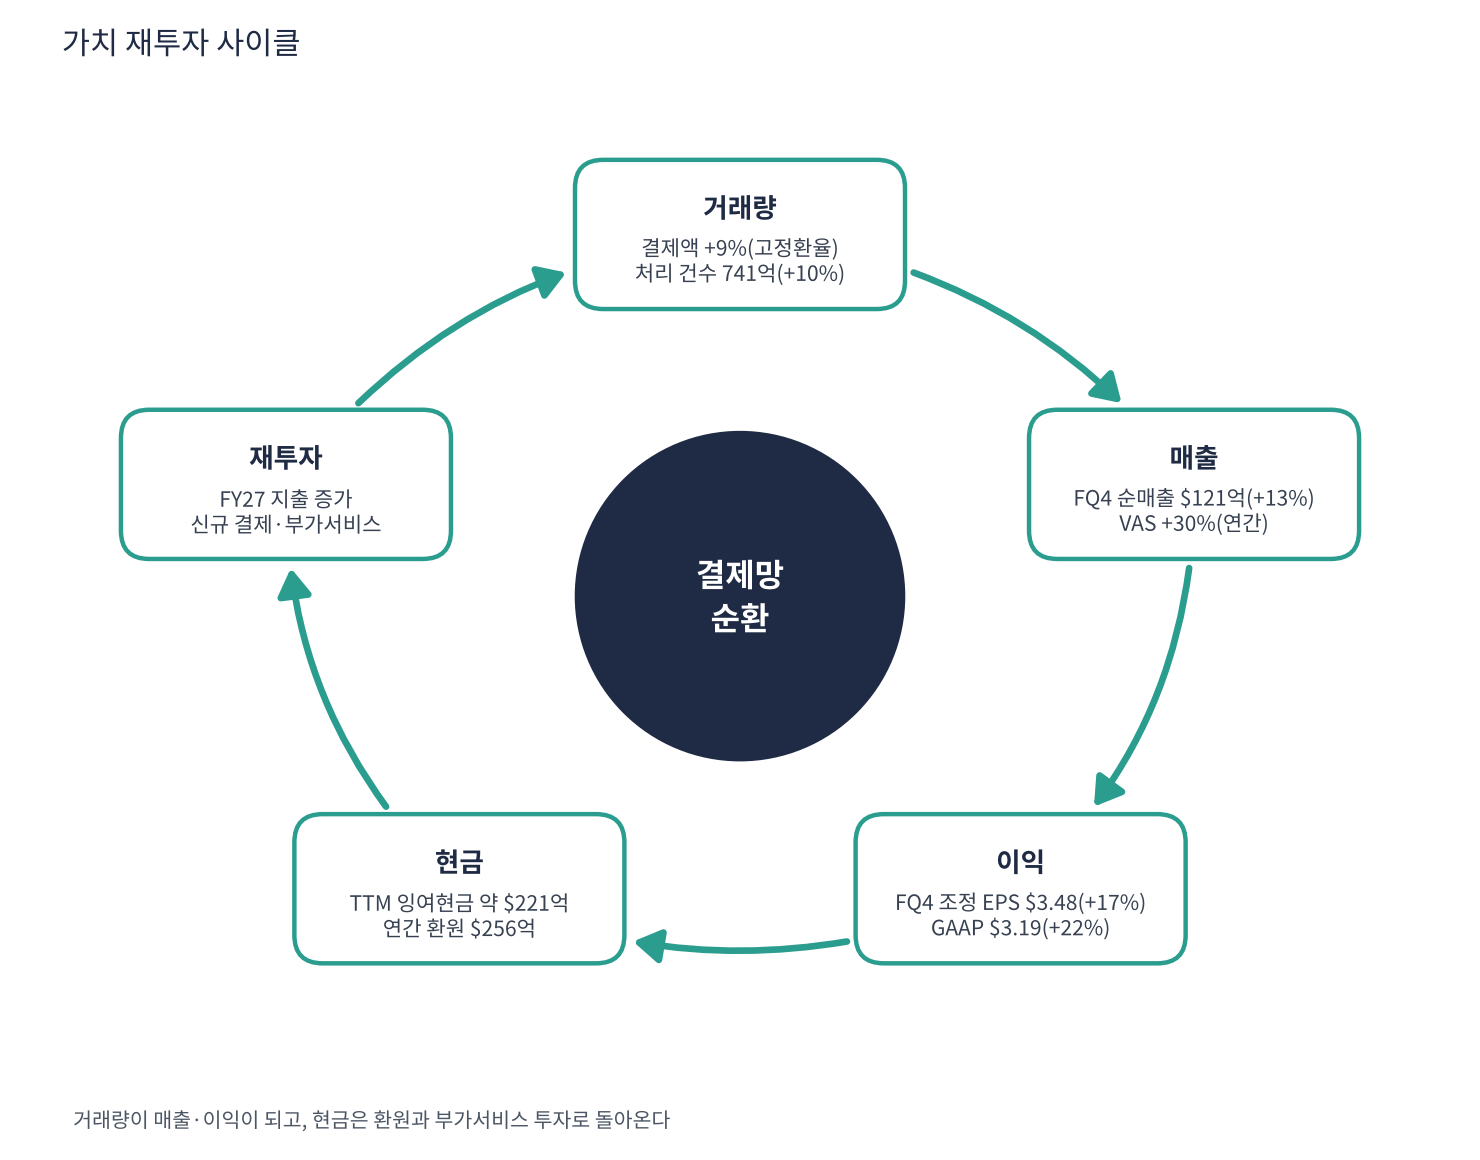 가치 재투자 사이클
거래량
결제액 +9%(고정환율)
처리 건수 741억(+10%)
매출
FQ4 순매출 $121억(+13%)
VAS +30%(연간)
이익
FQ4 조정 EPS $3.48(+17%)
GAAP $3.19(+22%)
현금
TTM 잉여현금 약 $221억
연간 환원 $256억
재투자
FY27 지출 증가
신규 결제·부가서비스
결제망
순환
거래량이 매출·이익이 되고, 현금은 환원과 부가서비스 투자로 돌아온다